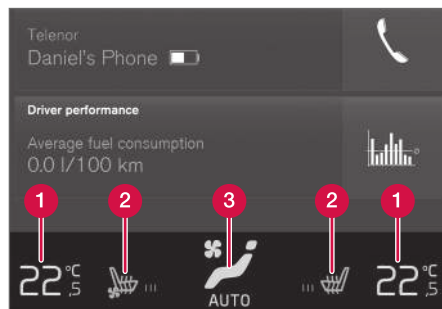 Telenor
Daniel's Phone
Driver performance
Average fuel consumption
0.0 l/100 km
1 2 3 2 1
22 °C ,5 AUTO 22 °C ,5